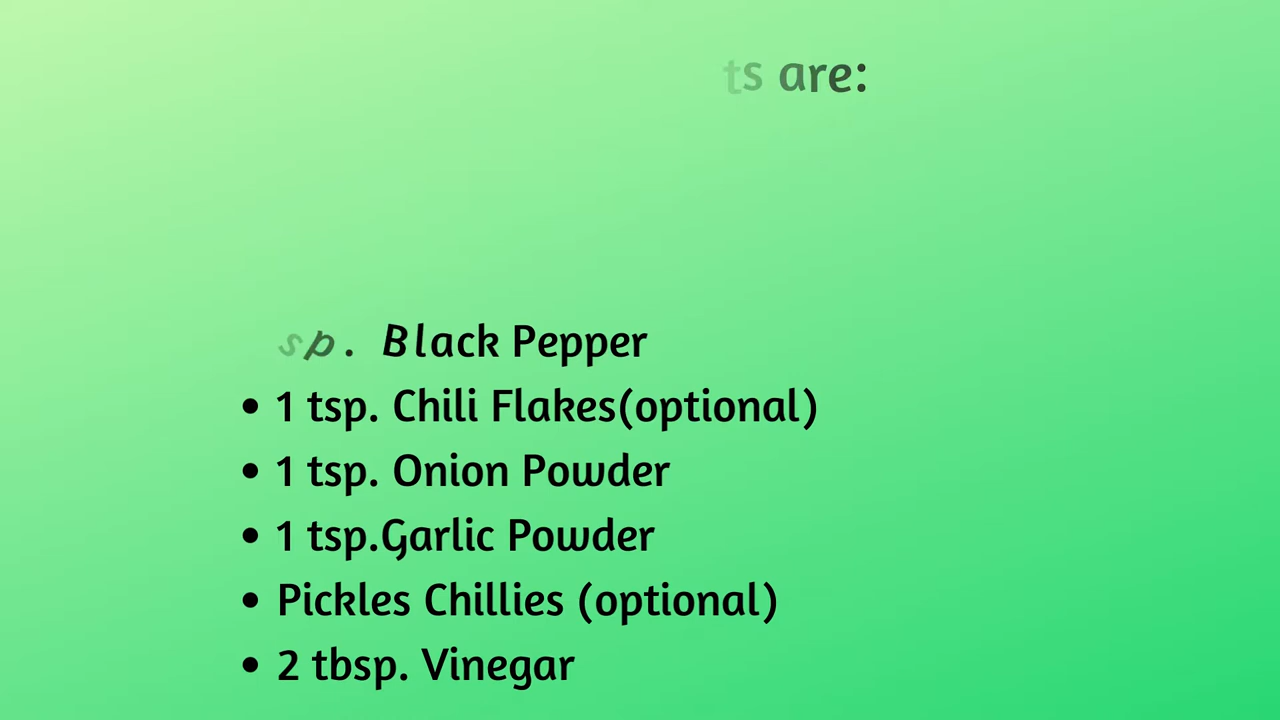 ts are:
sp. Black Pepper
• 1 tsp. Chili Flakes(optional)
• 1 tsp. Onion Powder
• 1 tsp.Garlic Powder
• Pickles Chillies (optional)
• 2 tbsp. Vinegar